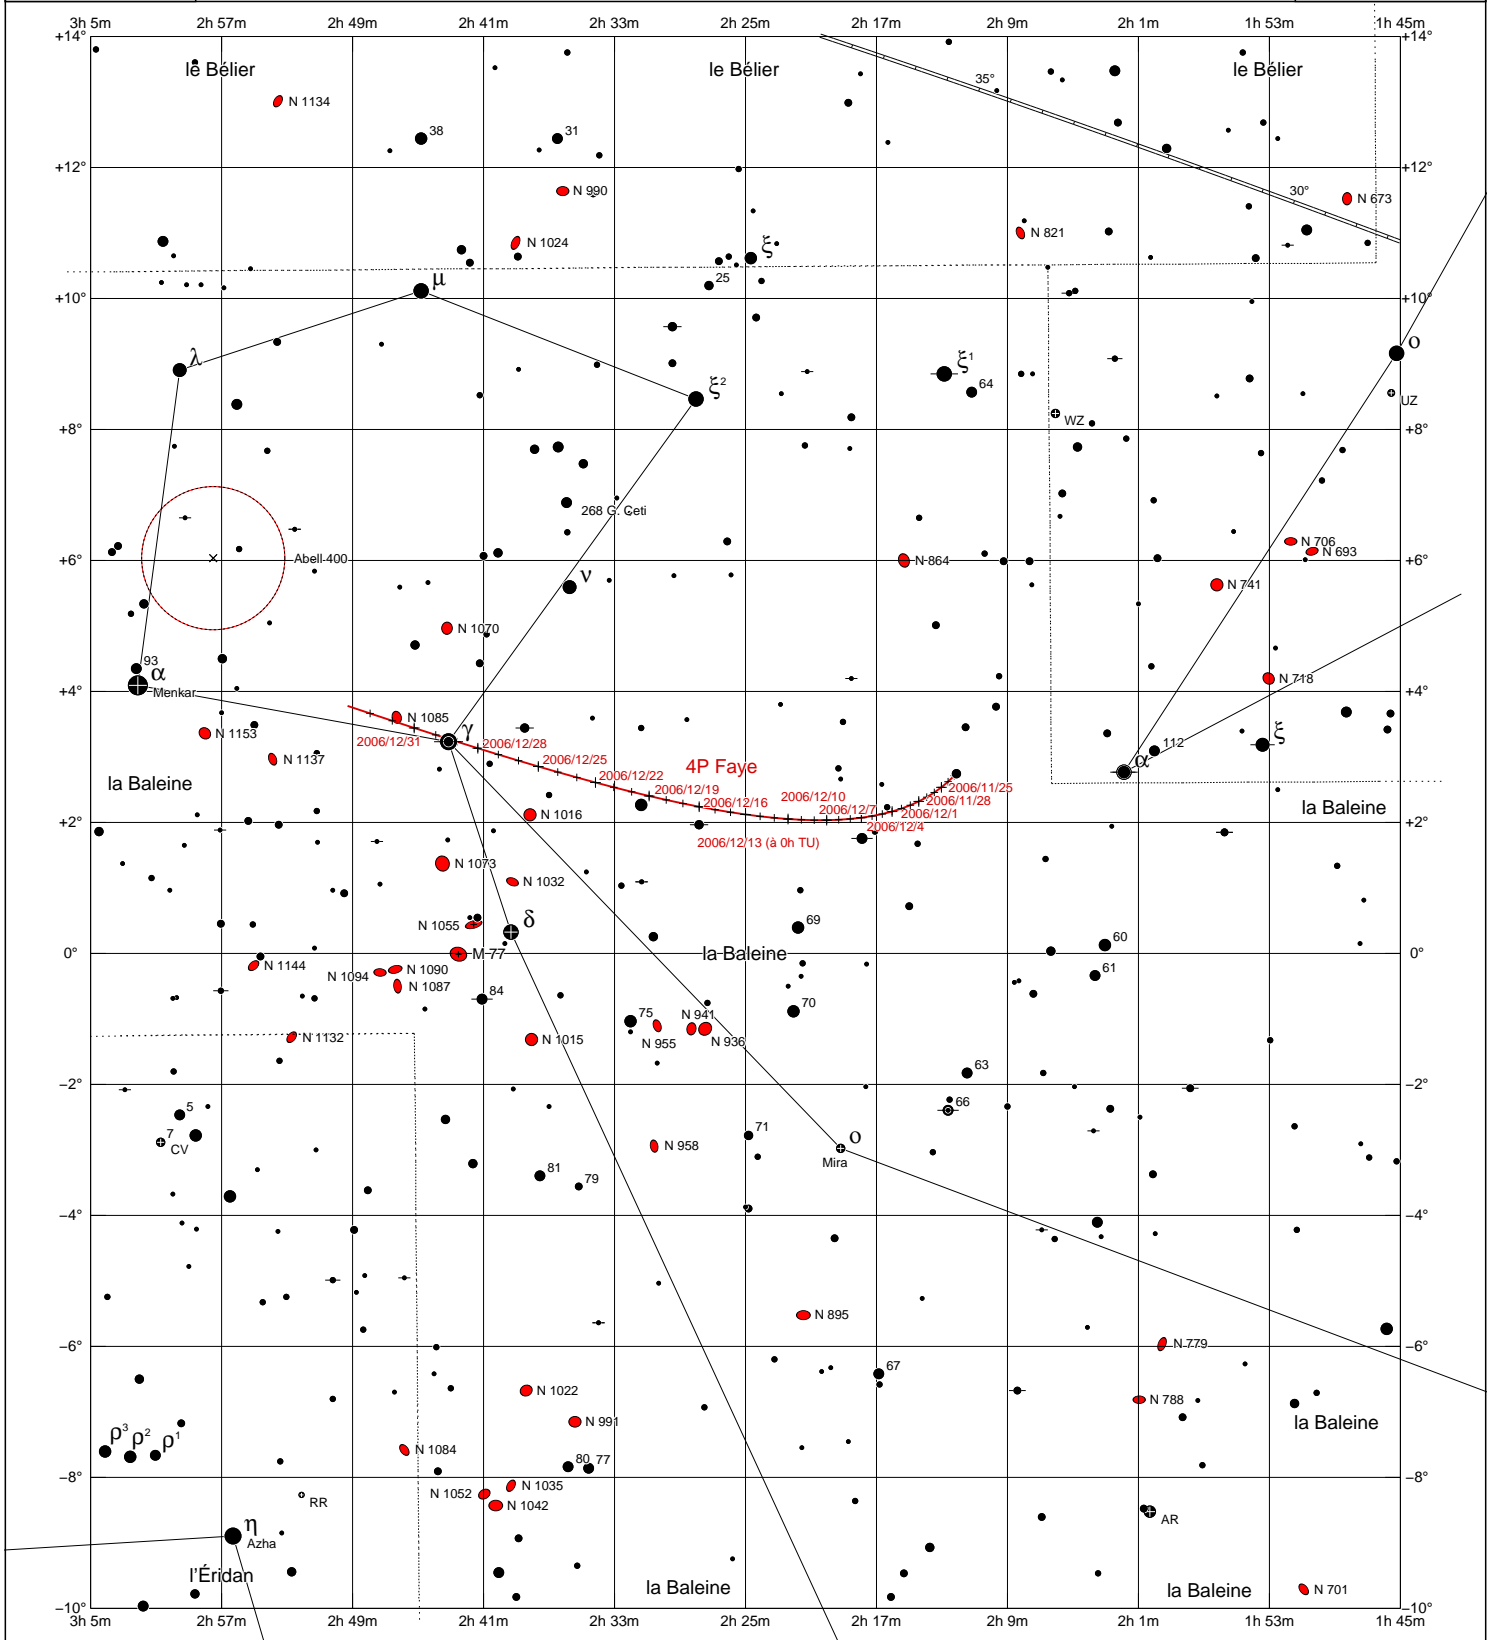 3h 5m 2h 57m 2h 49m 2h 41m 2h 33m 2h 25m 2h 17m 2h 9m 2h 1m 1h 53m 1h 45m
+14° +14°
le Bélier le Bélier le Bélier
35°
N 1134
38 31
+12° +12°
N 990 30° N 673
N 1024 ξ N 821
25
μ
+10° +10°
λ ξ² ξ¹ ο
64
UZ
WZ
+8° +8°
268 G. Ceti
N 706
N 693
+6° Abell 400 N 864 +6°
ν N 741
N 1070
93
α
Menkar
N 718
+4° +4°
N 1085
N 1153 2006/12/31 γ 2006/12/28 ξ
112
N 1137 2006/12/25 α
4P Faye
la Baleine 2006/12/22
2006/12/19 2006/11/25
2006/12/16 2006/12/10 2006/11/28
la Baleine
N 1016 2006/12/7 2006/12/1
+2° 2006/12/4 +2°
2006/12/13 (à 0h TU)
N 1073
N 1032
N 1055 δ 69
60
0° M 77 la Baleine 0°
N 1144 N 1094 N 1090 61
N 1087 84
75 N 941 70
N 1132 N 1015 N 955 N 936
63
−2° −2°
5 66
7 71
CV N 958 ο
Mira
81
79
−4° −4°
N 895
−6° N 779 −6°
67
N 1022 N 788
N 991 la Baleine
ρ³ ρ² ρ¹
N 1084
80 77
−8° −8°
N 1035
N 1052
RR N 1042
AR
η
Azha
l'Éridan
la Baleine la Baleine N 701
−10° −10°
3h 5m 2h 57m 2h 49m 2h 41m 2h 33m 2h 25m 2h 17m 2h 9m 2h 1m 1h 53m 1h 45m